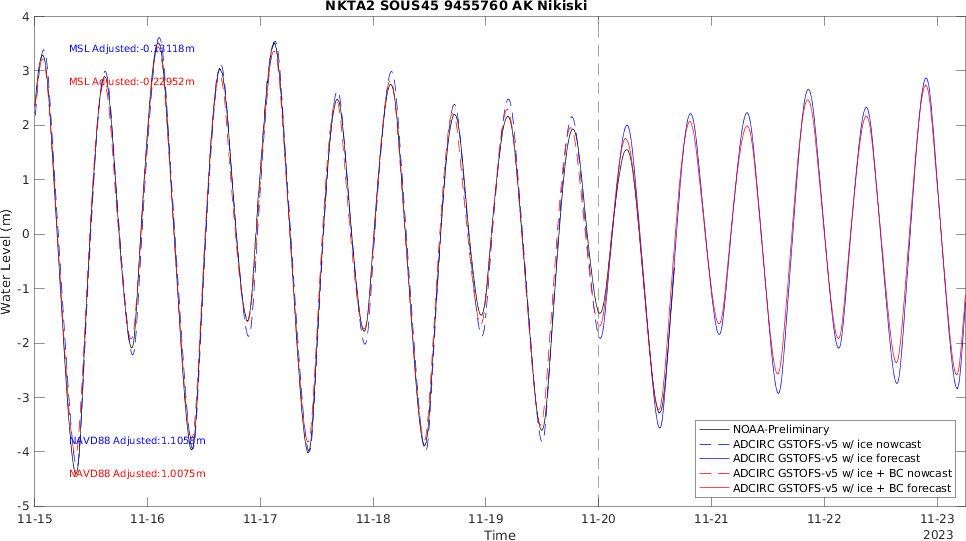 NKTA2 SOUS45 9455760 AK Nikiski
4
3
2
1
0
-1
-2
-3
-4
-5
Water Level (m)
MSL Adjusted:-0.13118m
MSL Adjusted:-0.22952m
NAVD88 Adjusted:1.1058m
NAVD88 Adjusted:1.0075m
NOAA-Preliminary
ADCIRC GSTOFS-v5 w/ ice nowcast
ADCIRC GSTOFS-v5 w/ ice forecast
ADCIRC GSTOFS-v5 w/ ice + BC nowcast
ADCIRC GSTOFS-v5 w/ ice + BC forecast
11-15 11-16 11-17 11-18 11-19 11-20 11-21 11-22 11-23
Time
2023